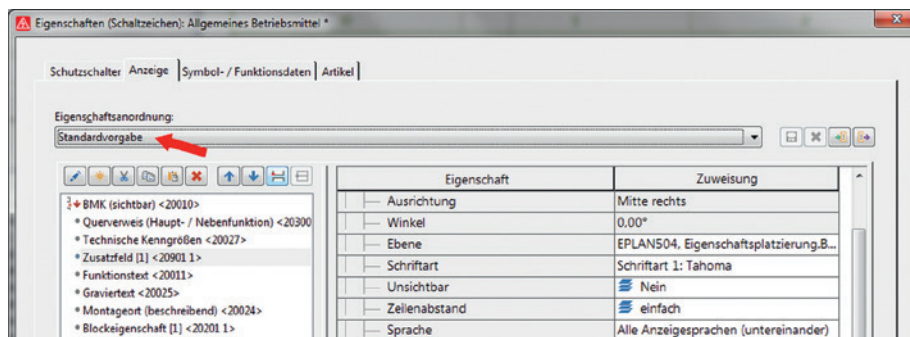 Eigenschaften (Schaltzeichen): Allgemeines Betriebsmittel *
Schutzschalter Anzeige Symbol- / Funktionsdaten Artikel
Eigenschaftsanordnung:
Standardvorgabe
Eigenschaft Zuweisung
BMK (sichtbar) <20010>
Querverweis (Haupt- / Nebenfunktion) <20300
Technische Kenngrößen <20027>
Zusatzfeld [1] <20901 1>
Funktionstext <20011>
Graviertext <20025>
Montageort (beschreibend) <20024>
Blockeigenschaft [1] <20201 1>
Ausrichtung Mitte rechts
Winkel 0.00°
Ebene EPLAN504, Eigenschaftsplatzierung.B...
Schriftart Schriftart 1: Tahoma
Unsichtbar Nein
Zeilenabstand einfach
Sprache Alle Anzeigesprachen (untereinander)